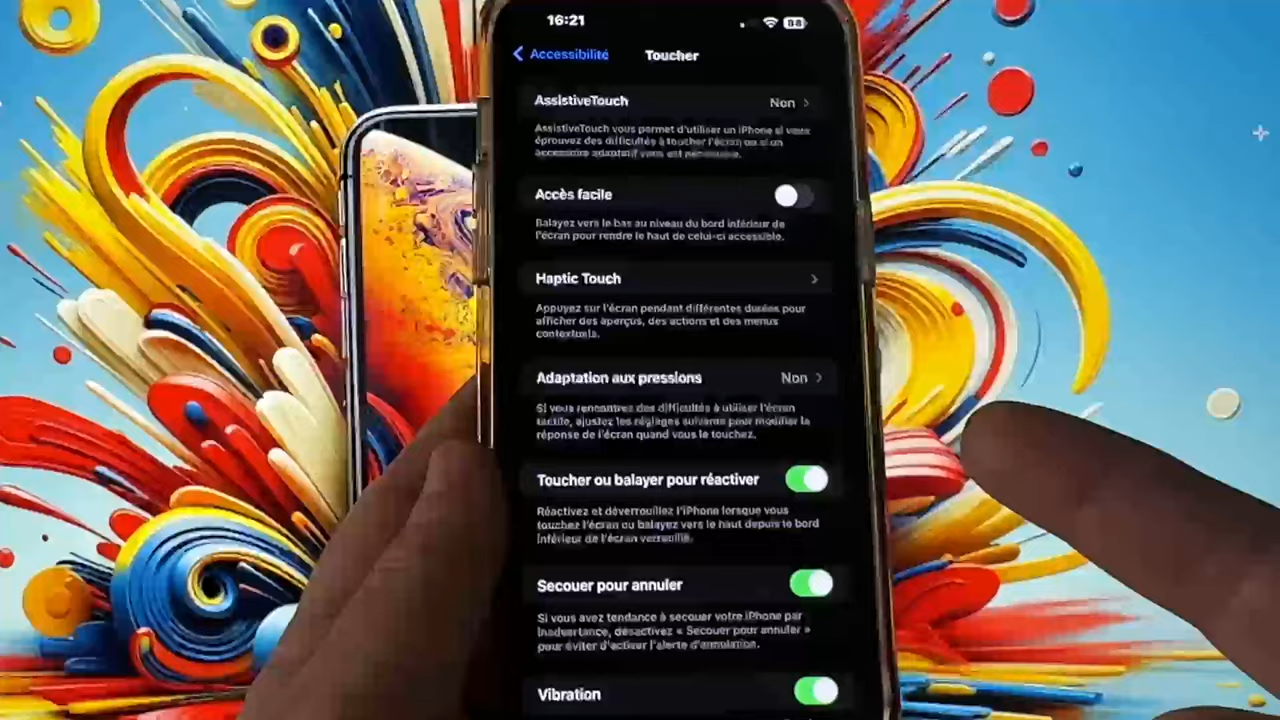 16:21
88
Accessibilité
Toucher
AssistiveTouch
Non
AssistiveTouch vous permet d'utiliser un iPhone si vous
éprouvez des difficultés à toucher l'écran ou si un
accessoire adaptatif vous est nécessaire.
Accès facile
Balayez vers le bas au niveau du bord inférieur de
l'écran pour rendre le haut de celui-ci accessible.
Haptic Touch
Appuyez sur l'écran pendant différentes durées pour
afficher des aperçus, des actions et des menus
contextuels.
Adaptation aux pressions
Non
Si vous rencontrez des difficultés à utiliser l'écran
tactile, ajustez les réglages suivants pour modifier la
réponse de l'écran quand vous le touchez.
Toucher ou balayer pour réactiver
Réactivez et déverrouillez l'iPhone lorsque vous
touchez l'écran ou balayez vers le haut depuis le bord
inférieur de l'écran verrouillé.
Secouer pour annuler
Si vous avez tendance à secouer votre iPhone par
inadvertance, désactivez « Secouer pour annuler »
pour éviter d'activer l'alerte d'annulation.
Vibration